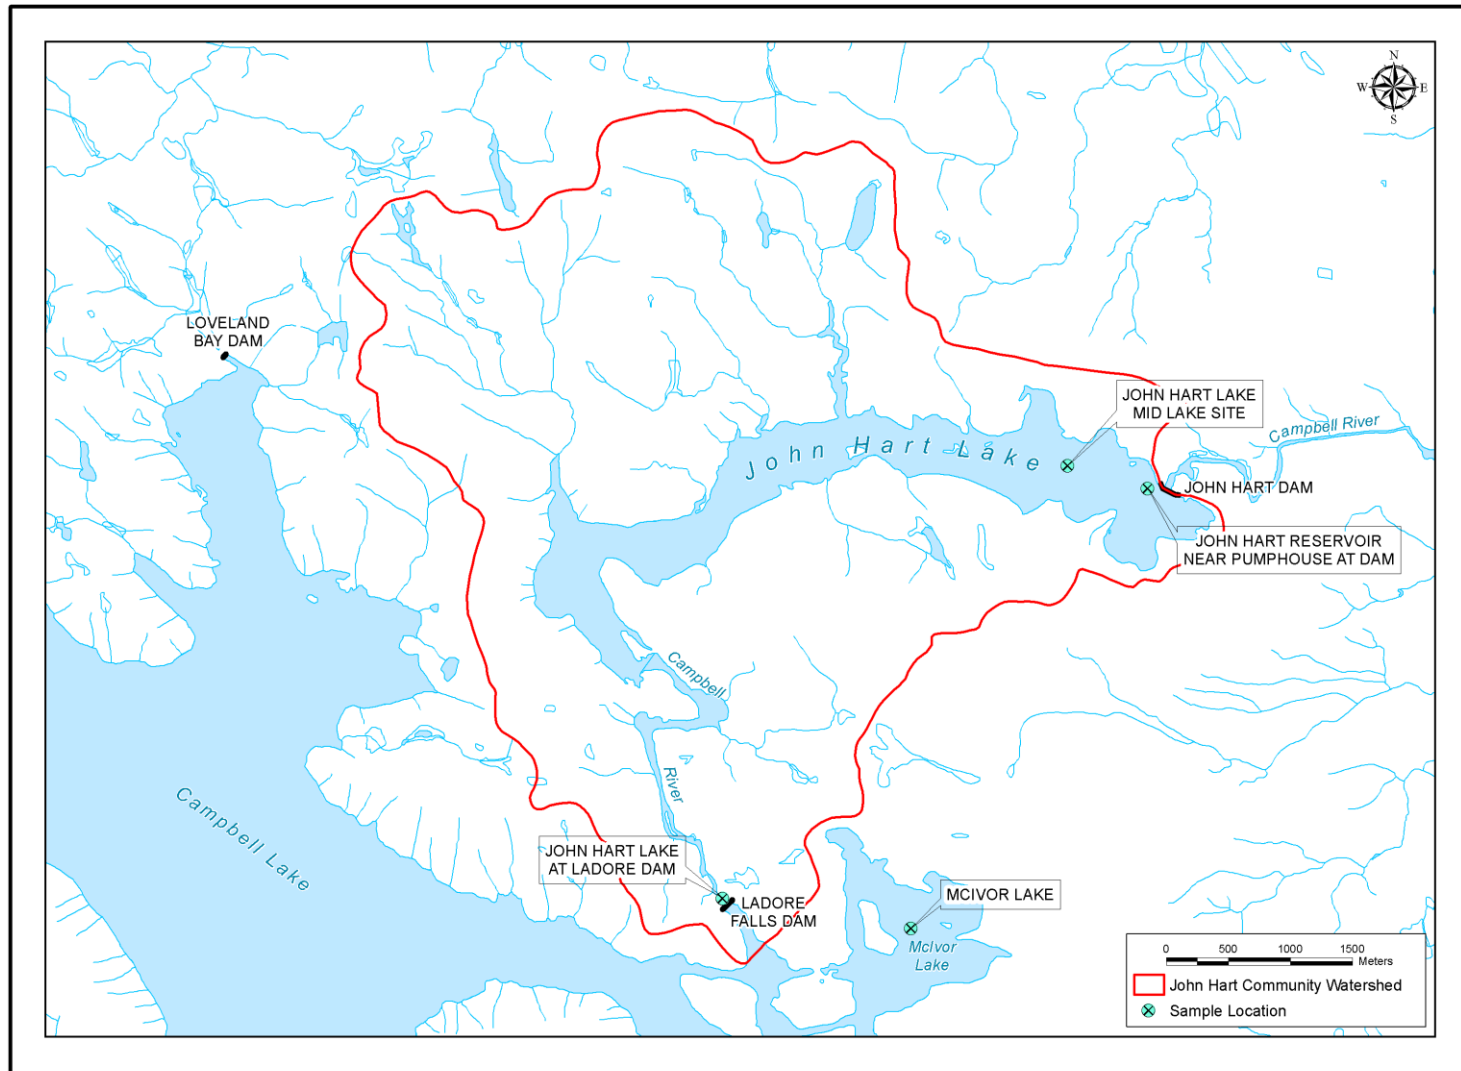 N
W E
S
LOVELAND
BAY DAM
JOHN HART LAKE
MID LAKE SITE
Campbell River
John Hart Lake
JOHN HART DAM
JOHN HART RESERVOIR
NEAR PUMPHOUSE AT DAM
Campbell
River
Campbell Lake
JOHN HART LAKE
AT LADORE DAM
LADORE
FALLS DAM
MCIVOR LAKE
McIvor
Lake
0 500 1000 1500
Meters
John Hart Community Watershed
Sample Location